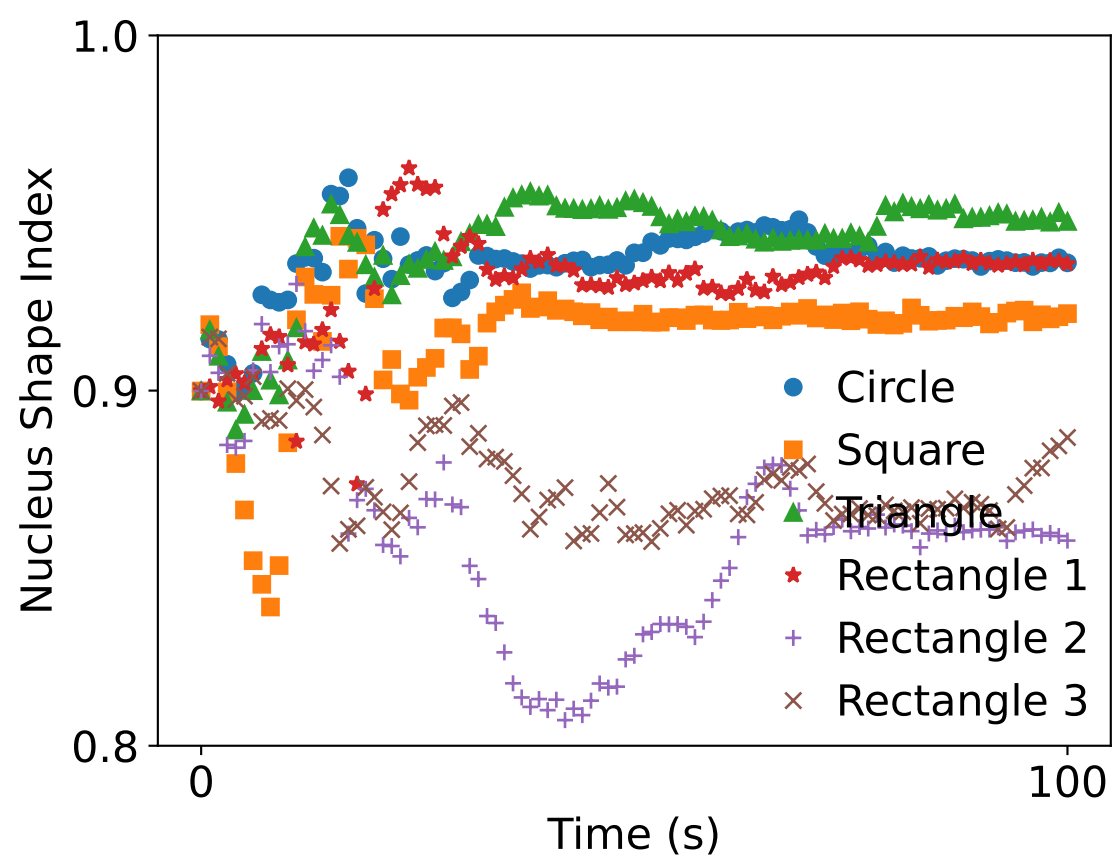 1.0
0.9
0.8
Nucleus Shape Index
Circle
Square
Triangle
Rectangle 1
Rectangle 2
Rectangle 3
0
100
Time (s)